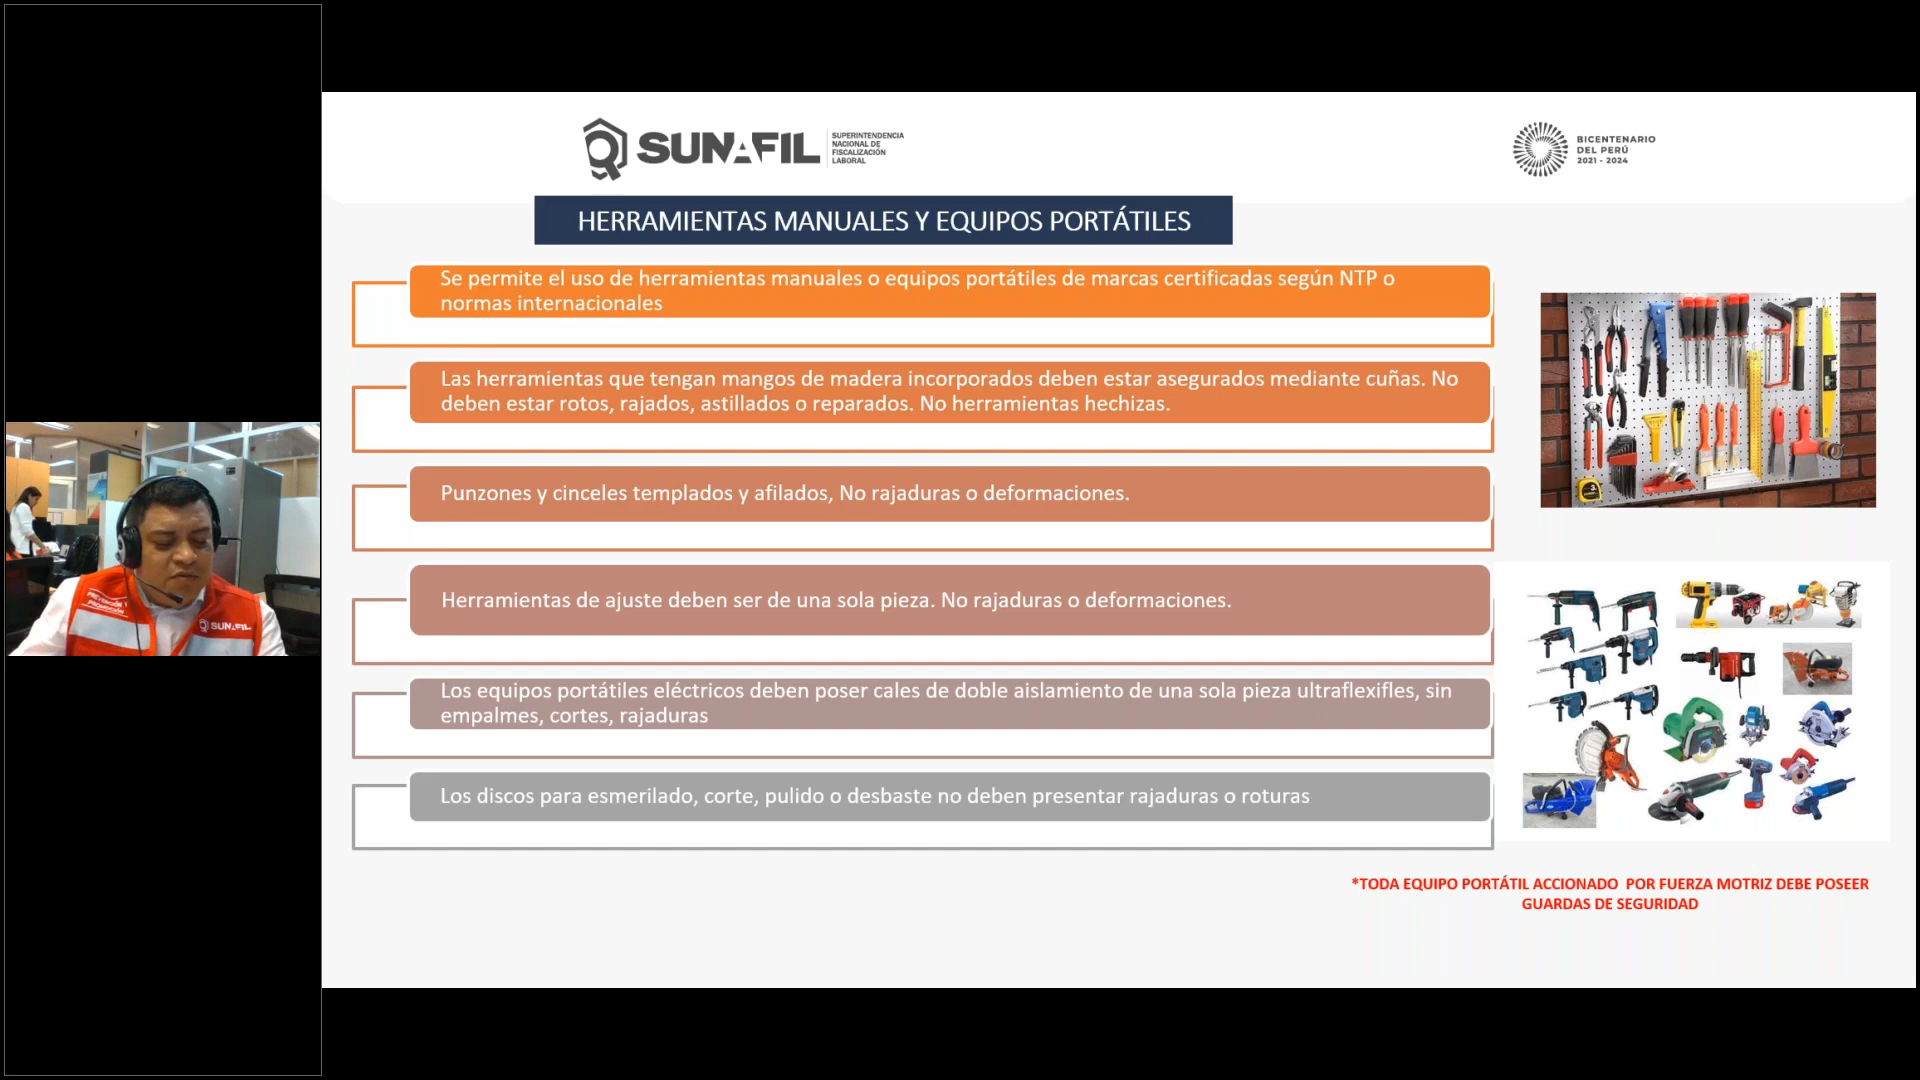 SUNAFIL
SUPERINTENDENCIA
NACIONAL DE
FISCALIZACIÓN
LABORAL
BICENTENARIO
DEL PERÚ
2021 - 2024
HERRAMIENTAS MANUALES Y EQUIPOS PORTÁTILES
Se permite el uso de herramientas manuales o equipos portátiles de marcas certificadas según NTP o
normas internacionales
Las herramientas que tengan mangos de madera incorporados deben estar asegurados mediante cuñas. No
deben estar rotos, rajados, astillados o reparados. No herramientas hechizas.
Punzones y cinceles templados y afilados, No rajaduras o deformaciones.
Herramientas de ajuste deben ser de una sola pieza. No rajaduras o deformaciones.
Los equipos portátiles eléctricos deben poser cales de doble aislamiento de una sola pieza ultraflexifles, sin
empalmes, cortes, rajaduras
Los discos para esmerilado, corte, pulido o desbaste no deben presentar rajaduras o roturas
*TODA EQUIPO PORTÁTIL ACCIONADO POR FUERZA MOTRIZ DEBE POSEER
GUARDAS DE SEGURIDAD
PREVENCIÓN Y
PROMOCIÓN
SUNAFIL